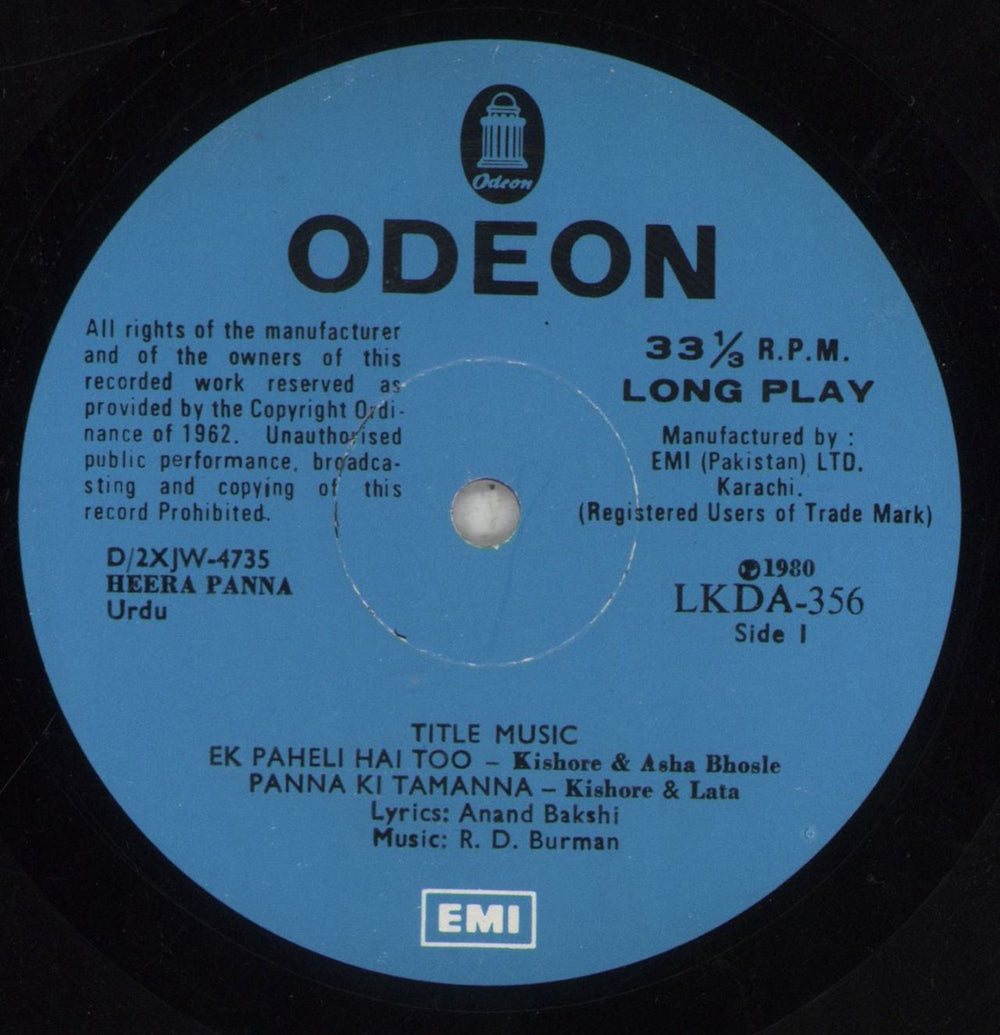 Odeon
ODEON
All rights of the manufacturer
and of the owners of this
recorded work reserved as
provided by the Copyright Ordi-
nance of 1962. Unauthorised
public performance, broadca-
sting and copying of this
record Prohibited.
D/2XJW-4735
HEERA PANNA
Urdu
33⅓ R.P.M.
LONG PLAY
Manufactured by :
EMI (Pakistan) LTD.
Karachi.
(Registered Users of Trade Mark)
℗1980
LKDA-356
Side 1
TITLE MUSIC
EK PAHELI HAI TOO – Kishore & Asha Bhosle
PANNA KI TAMANNA – Kishore & Lata
Lyrics: Anand Bakshi
Music: R. D. Burman
EMI